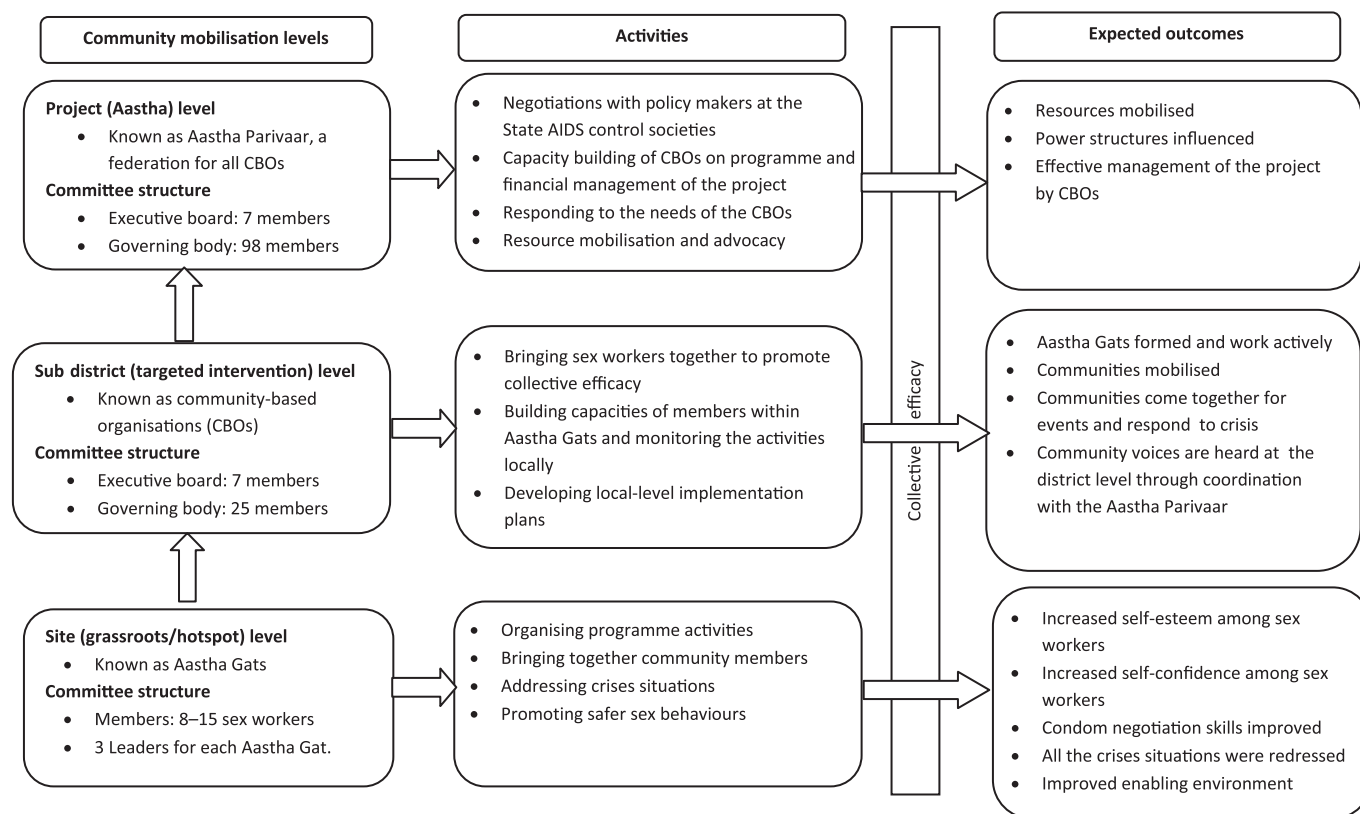 Community mobilisation levels
Activities
Expected outcomes
Project (Aastha) level
• Known as Aastha Parivaar, a
federation for all CBOs
Committee structure
• Executive board: 7 members
• Governing body: 98 members
• Negotiations with policy makers at the
State AIDS control societies
• Capacity building of CBOs on programme and
financial management of the project
• Responding to the needs of the CBOs
• Resource mobilisation and advocacy
• Resources mobilised
• Power structures influenced
• Effective management of the project
by CBOs
Sub district (targeted intervention) level
• Known as community-based
organisations (CBOs)
Committee structure
• Executive board: 7 members
• Governing body: 25 members
• Bringing sex workers together to promote
collective efficacy
• Building capacities of members within
Aastha Gats and monitoring the activities
locally
• Developing local-level implementation
plans
Collective efficacy
• Aastha Gats formed and work actively
• Communities mobilised
• Communities come together for
events and respond to crisis
• Community voices are heard at the
district level through coordination
with the Aastha Parivaar
Site (grassroots/hotspot) level
• Known as Aastha Gats
Committee structure
• Members: 8–15 sex workers
• 3 Leaders for each Aastha Gat.
• Organising programme activities
• Bringing together community members
• Addressing crises situations
• Promoting safer sex behaviours
• Increased self-esteem among sex
workers
• Increased self-confidence among sex
workers
• Condom negotiation skills improved
• All the crises situations were redressed
• Improved enabling environment